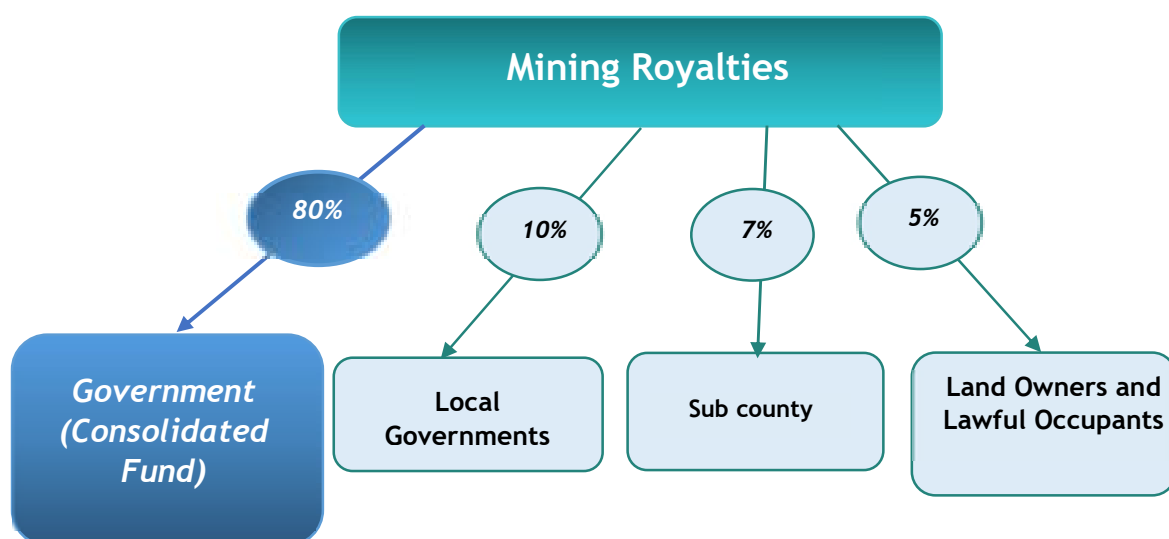 Mining Royalties
80%
10%
7%
5%
Government
(Consolidated
Fund)
Local
Governments
Sub county
Land Owners and
Lawful Occupants